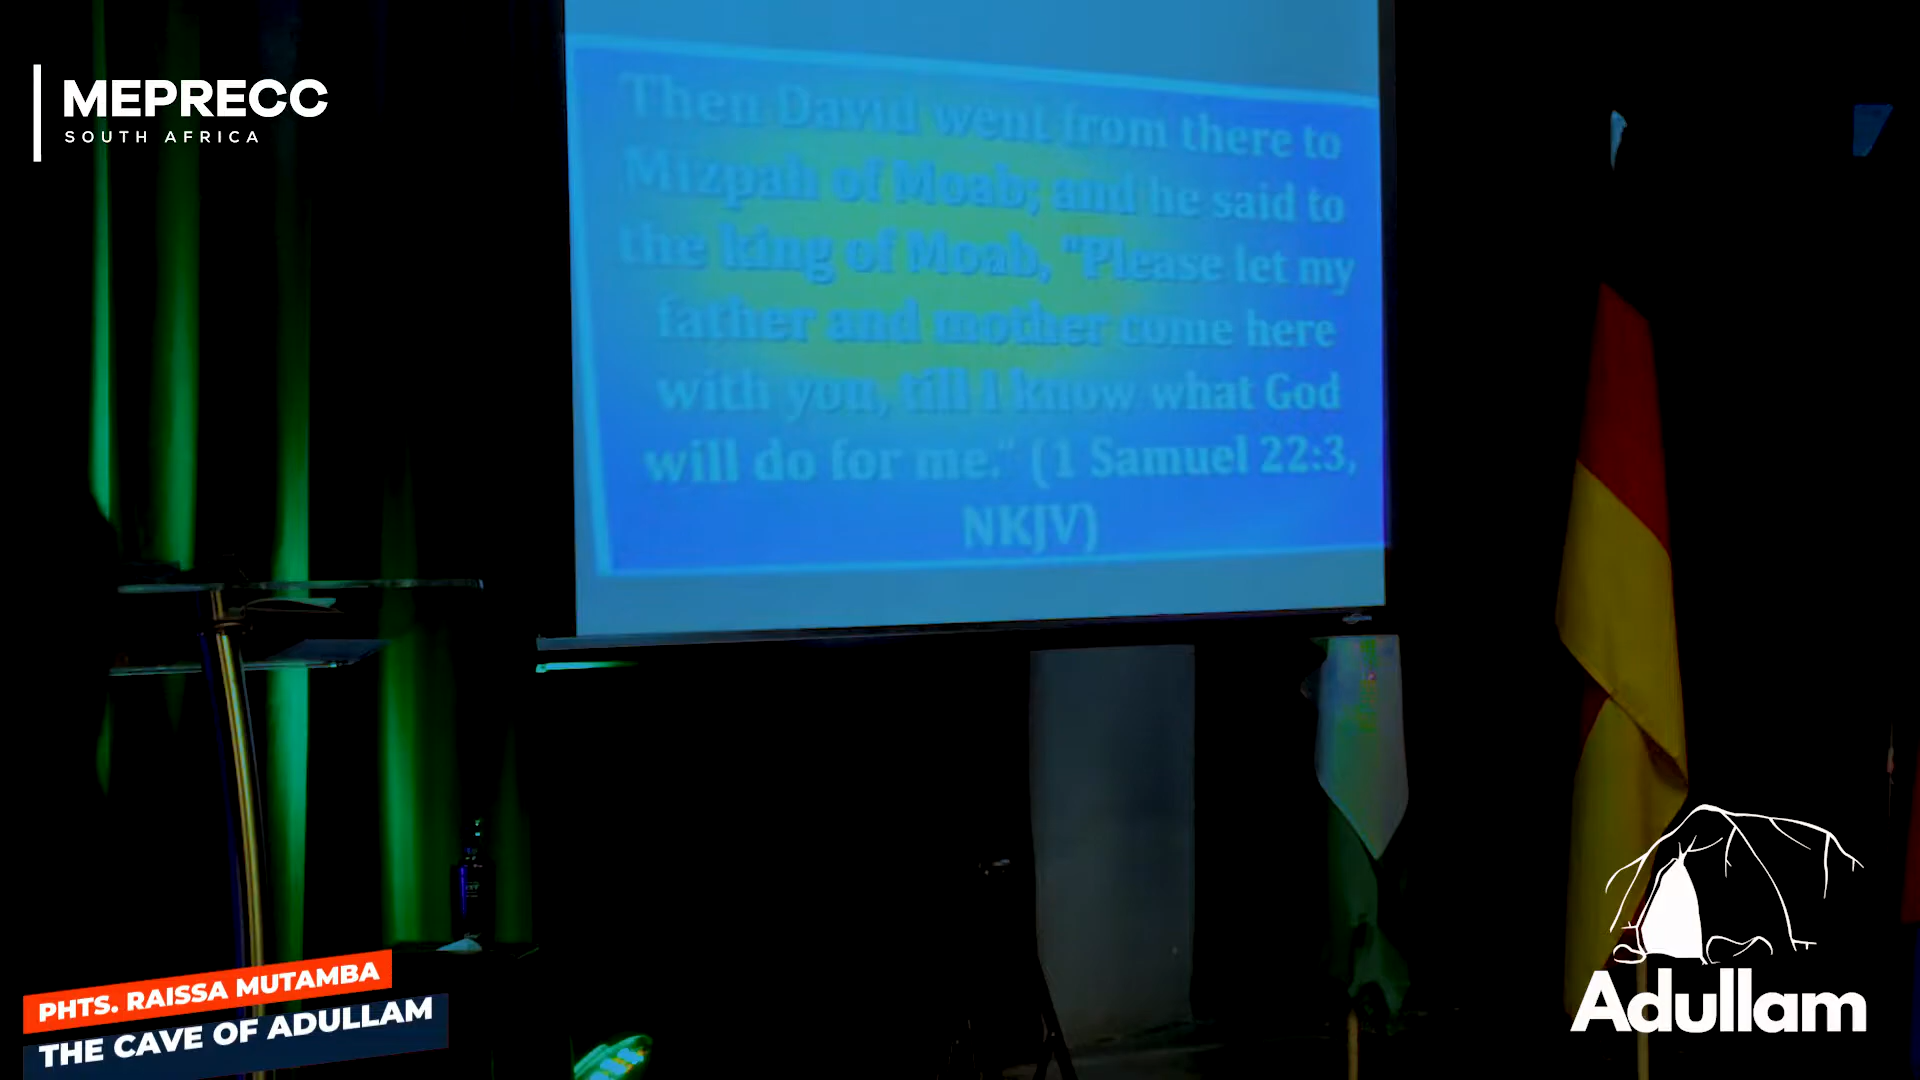 MEPRECC
SOUTH AFRICA
Then David went from there to
Mizpah of Moab; and he said to
the king of Moab, "Please let my
father and mother come here
with you, till I know what God
will do for me." (1 Samuel 22:3,
NKJV)
PHTS. RAISSA MUTAMBA
THE CAVE OF ADULLAM
Adullam